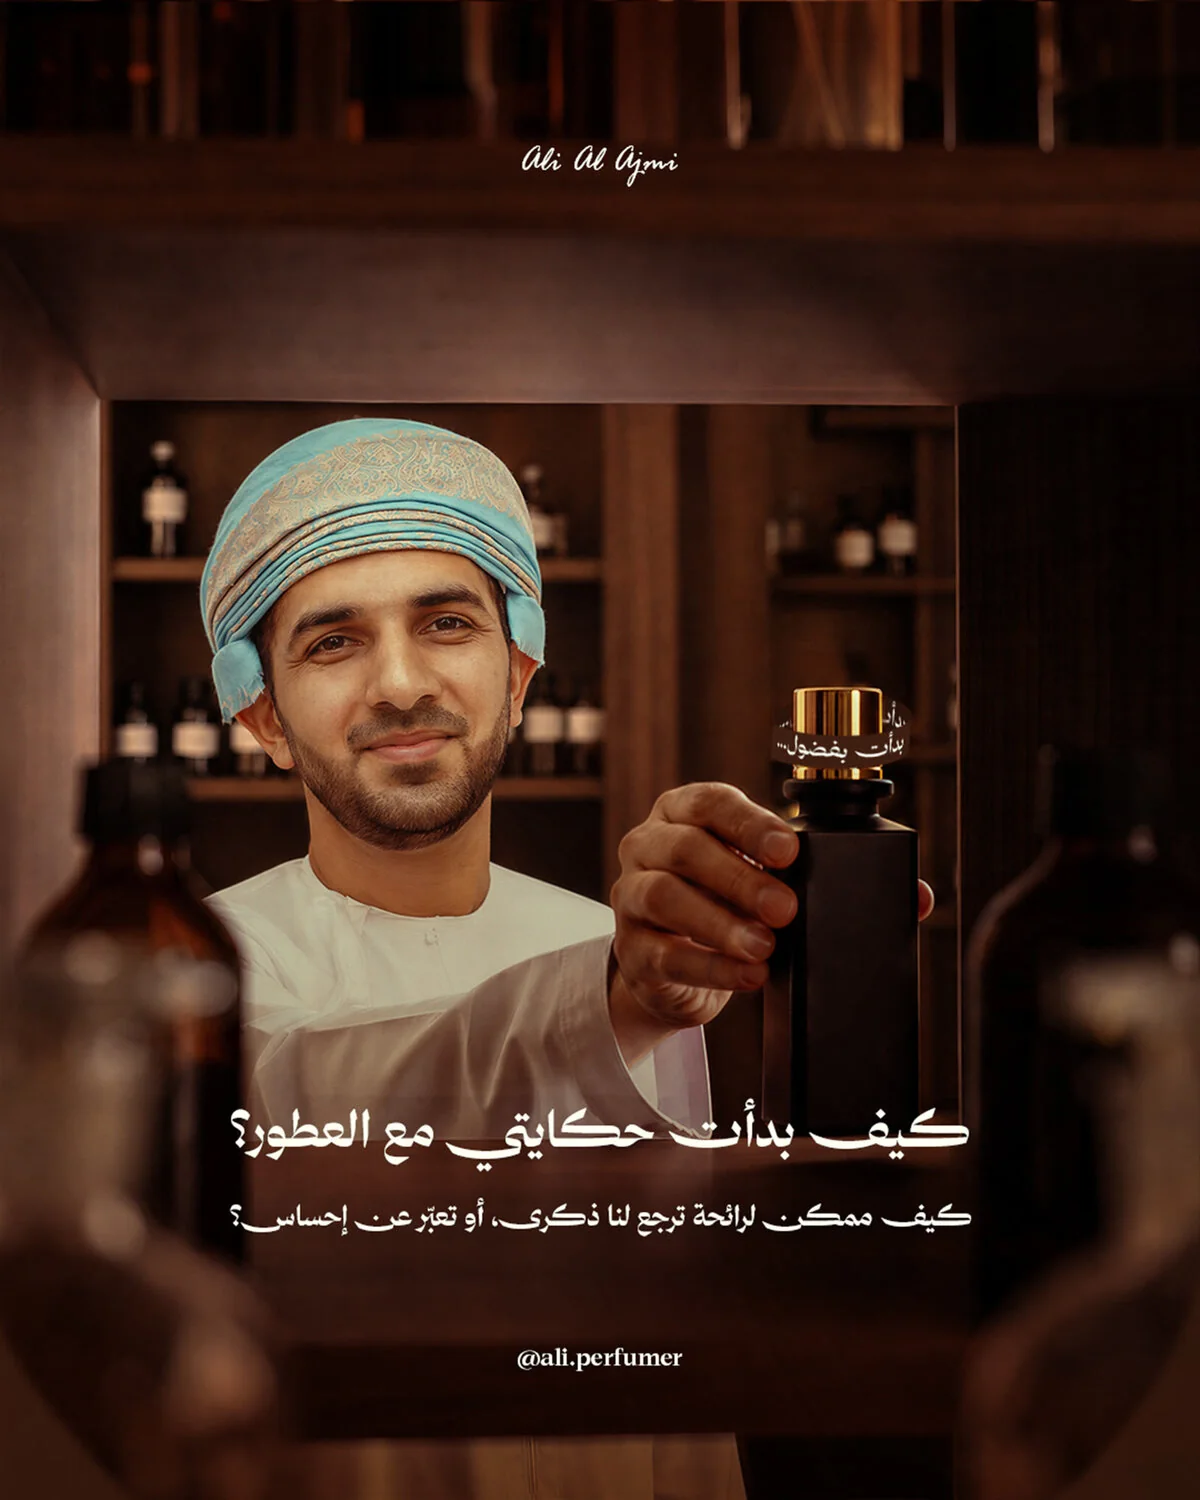 Ali Al Ajmi
بدأت بفضول...
كيف بدأت حكايتي مع العطور؟
كيف ممكن لرائحة ترجع لنا ذكرى، أو تعبّر عن إحساس؟
@ali.perfumer